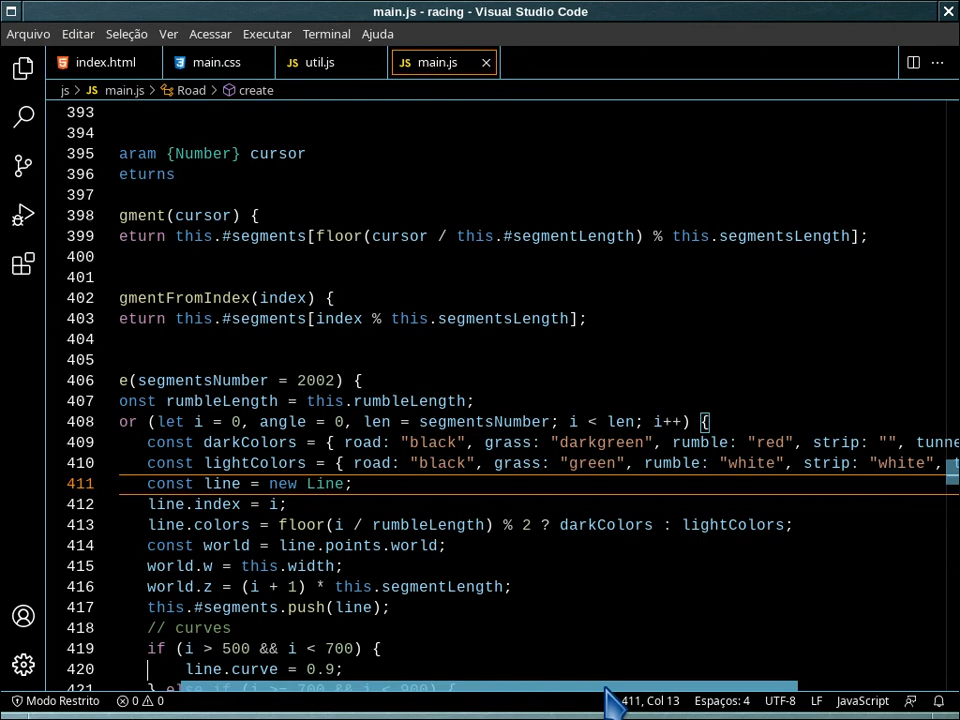 main.js - racing - Visual Studio Code
Arquivo Editar Seleção Ver Acessar Executar Terminal Ajuda
index.html main.css JS util.js JS main.js
js > JS main.js > Road > create
393
394
395 aram {Number} cursor
396 eturns
397
398 gment(cursor) {
399 eturn this.#segments[floor(cursor / this.#segmentLength) % this.segmentsLength];
400
401
402 gmentFromIndex(index) {
403 eturn this.#segments[index % this.segmentsLength];
404
405
406 e(segmentsNumber = 2002) {
407 onst rumbleLength = this.rumbleLength;
408 or (let i = 0, angle = 0, len = segmentsNumber; i < len; i++) {
409 const darkColors = { road: "black", grass: "darkgreen", rumble: "red", strip: "", tunne
410 const lightColors = { road: "black", grass: "green", rumble: "white", strip: "white", t
411 const line = new Line;
412 line.index = i;
413 line.colors = floor(i / rumbleLength) % 2 ? darkColors : lightColors;
414 const world = line.points.world;
415 world.w = this.width;
416 world.z = (i + 1) * this.segmentLength;
417 this.#segments.push(line);
418 // curves
419 if (i > 500 && i < 700) {
420 line.curve = 0.9;
421 } else if (i >= 700 && i < 900) {
Modo Restrito 0 0 411, Col 13 Espaços: 4 UTF-8 LF JavaScript